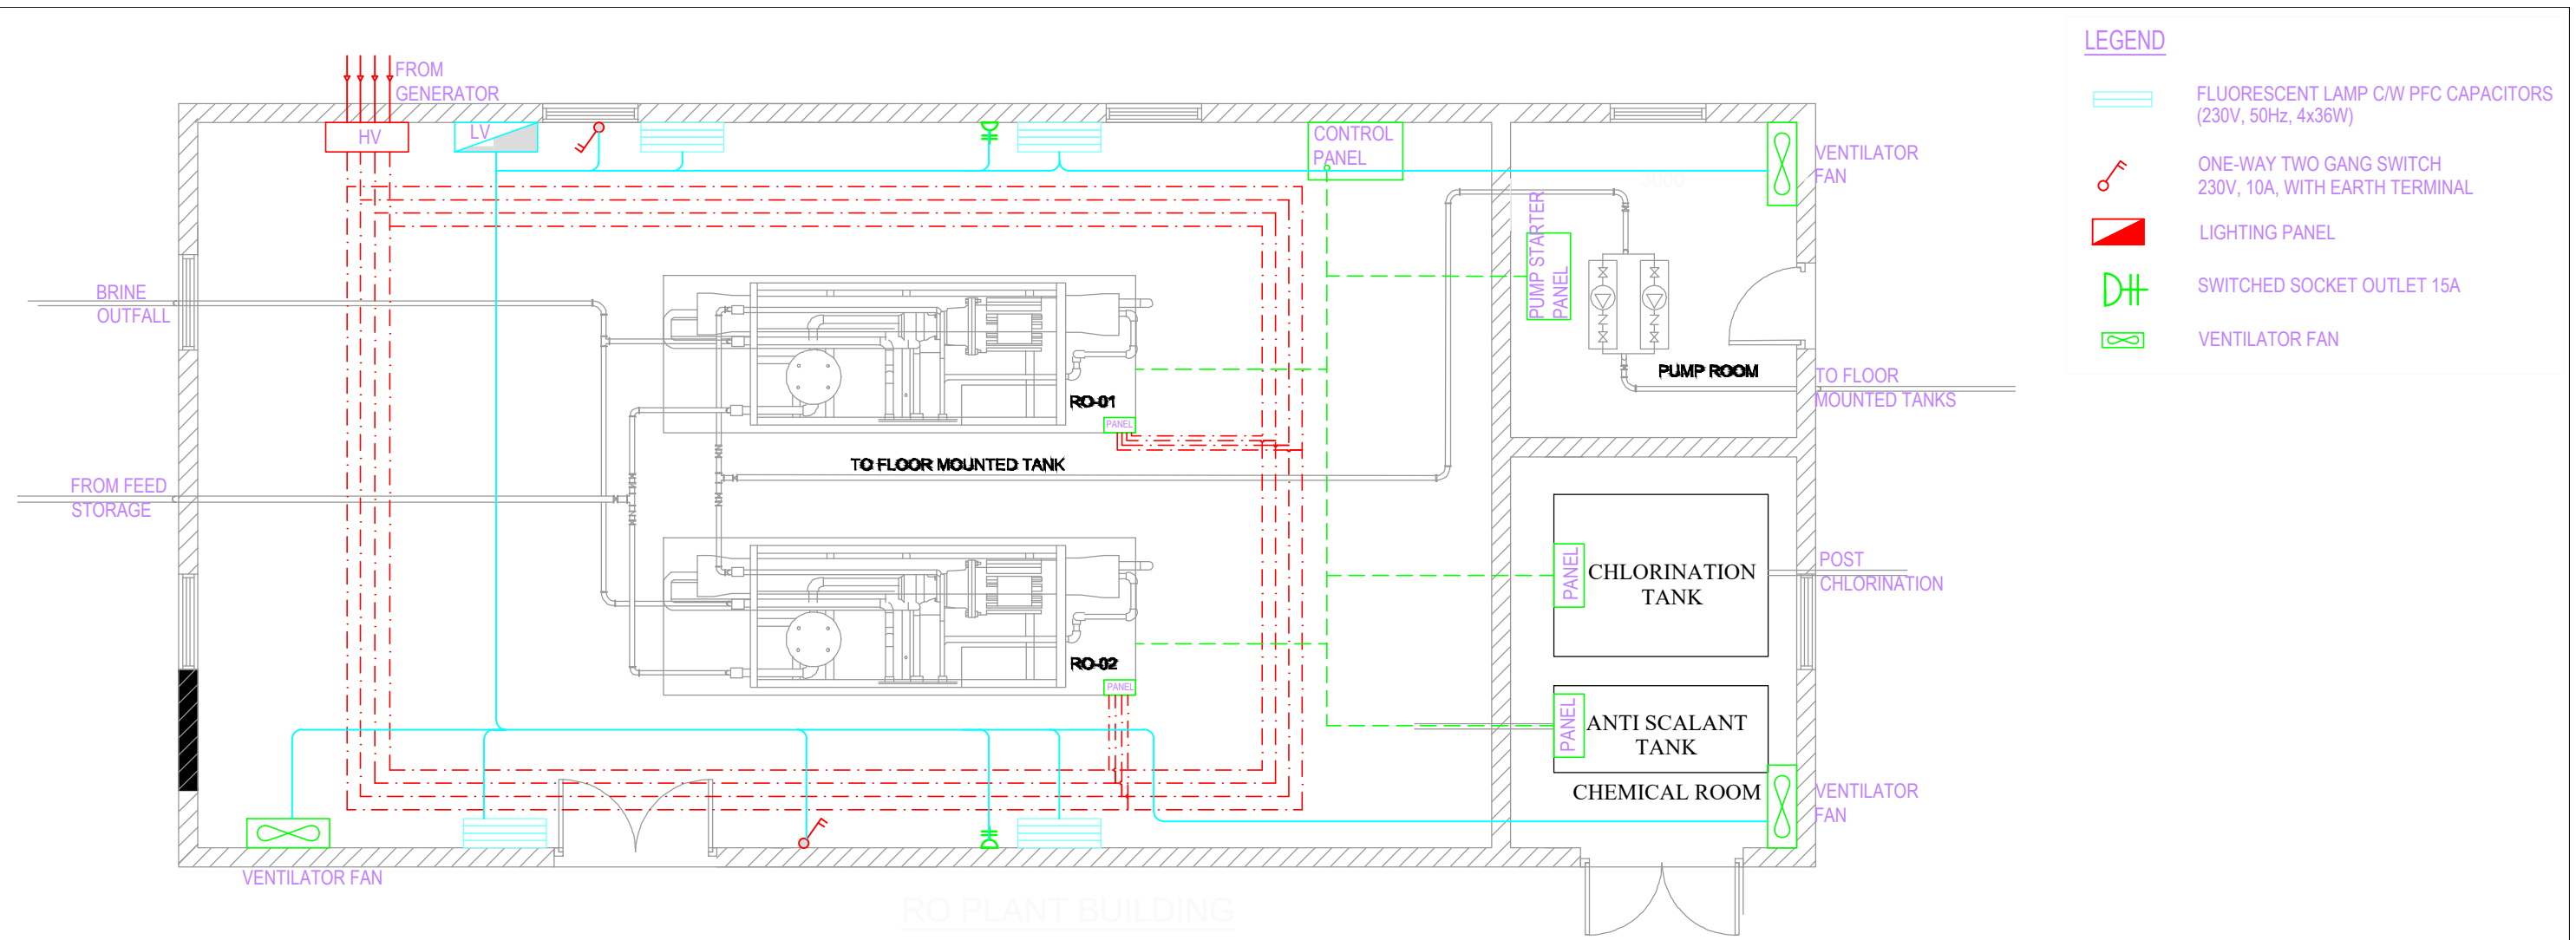 LEGEND
FLUORESCENT LAMP C/W PFC CAPACITORS
(230V, 50Hz, 4x36W)
ONE-WAY TWO GANG SWITCH
230V, 10A, WITH EARTH TERMINAL
LIGHTING PANEL
SWITCHED SOCKET OUTLET 15A
VENTILATOR FAN
FROM
GENERATOR
HV
LV
CONTROL
PANEL
VENTILATOR
FAN
PUMP STARTER
PANEL
BRINE
OUTFALL
PUMP ROOM
TO FLOOR
MOUNTED TANKS
RO-01
PANEL
TO FLOOR MOUNTED TANK
FROM FEED
STORAGE
PANEL
CHLORINATION
TANK
POST
CHLORINATION
RO-02
PANEL
PANEL
ANTI SCALANT
TANK
CHEMICAL ROOM
VENTILATOR
FAN
VENTILATOR FAN
RO PLANT BUILDING